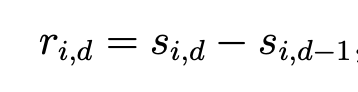 r_{i,d} = s_{i,d} − s_{i,d−1},